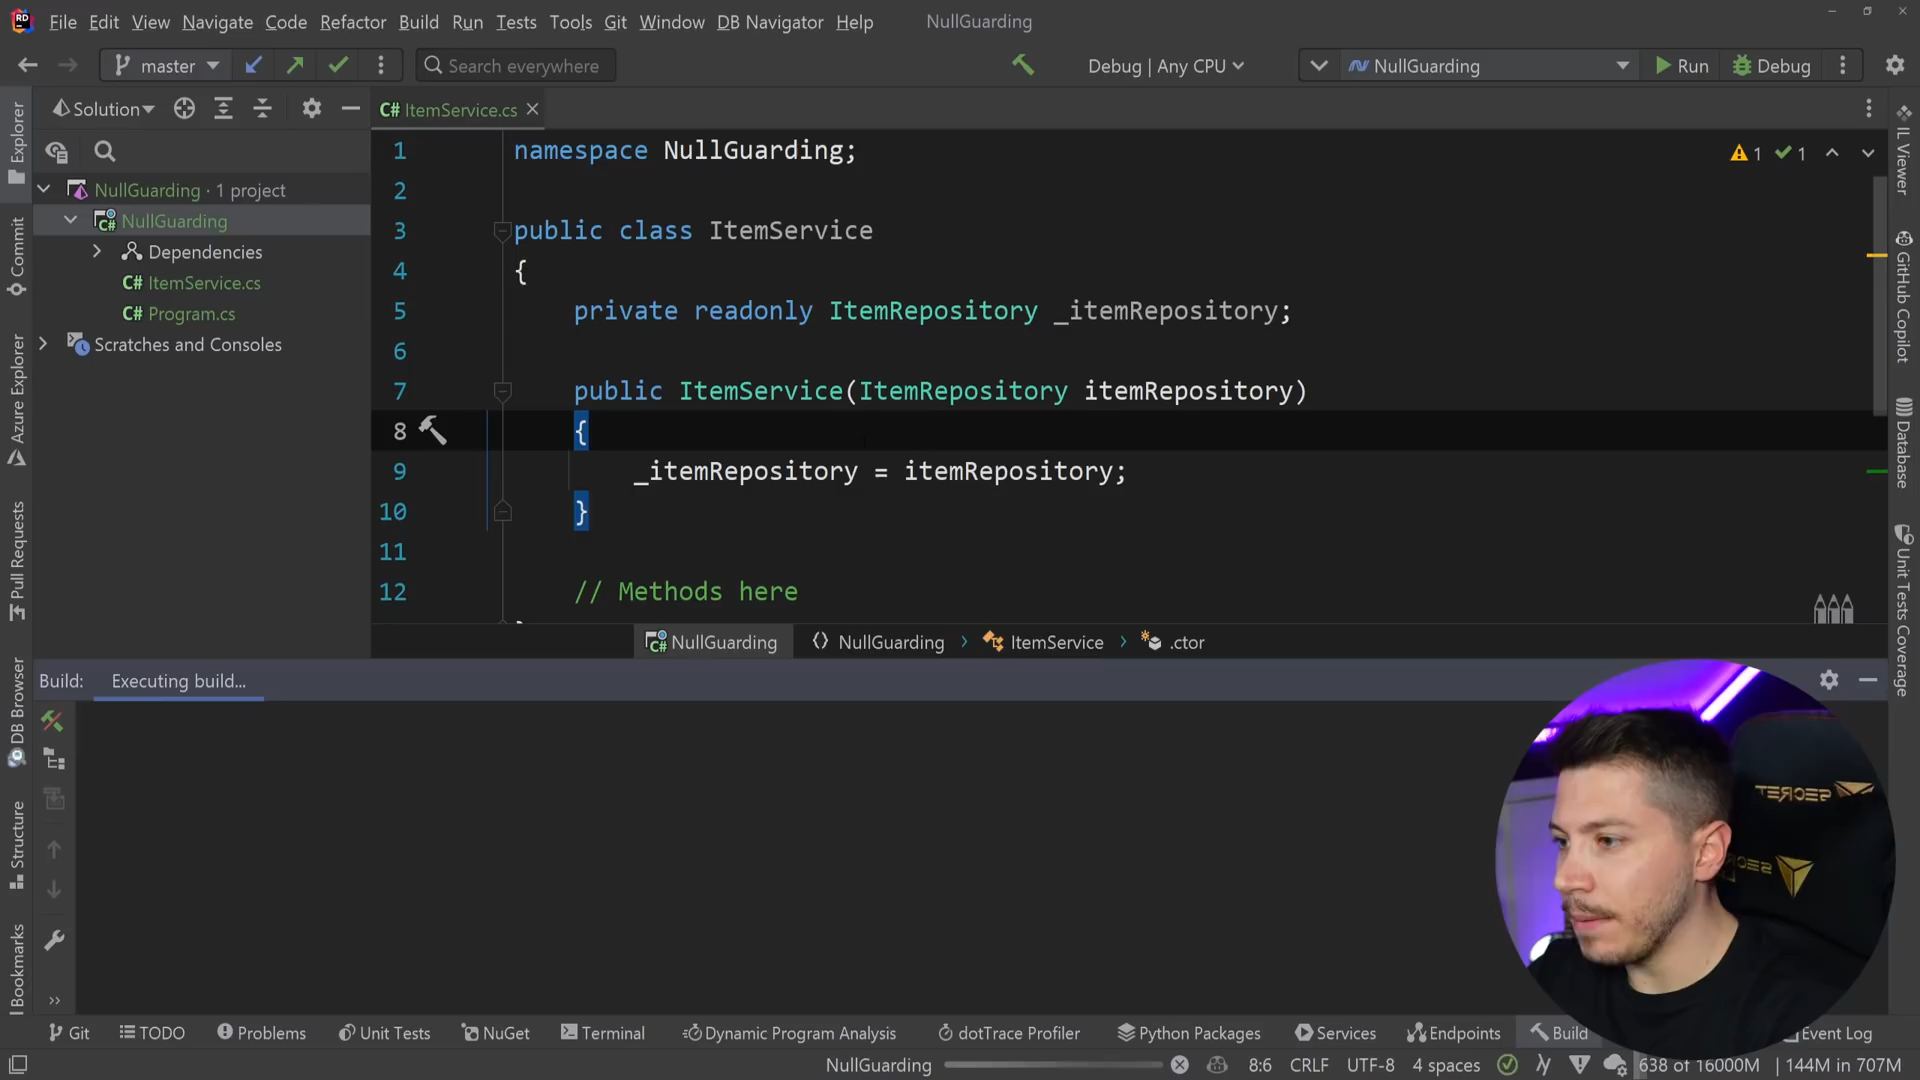 File Edit View Navigate Code Refactor Build Run Tests Tools Git Window DB Navigator Help NullGuarding
master Search everywhere Debug | Any CPU NullGuarding Run Debug
Solution C# ItemService.cs
1 namespace NullGuarding; 1 1
2
NullGuarding · 1 project
NullGuarding
3 public class ItemService
Dependencies
4 {
C# ItemService.cs
5 private readonly ItemRepository _itemRepository;
C# Program.cs
6
Scratches and Consoles
7 public ItemService(ItemRepository itemRepository)
8 {
9 _itemRepository = itemRepository;
10 }
11
12 // Methods here
NullGuarding NullGuarding ItemService .ctor
Build: Executing build...
Explorer
Commit
Azure Explorer
Pull Requests
DB Browser
Structure
Bookmarks
IL Viewer
GitHub Copilot
Database
Unit Tests Coverage
SECRET
SEC
Git TODO Problems Unit Tests NuGet Terminal Dynamic Program Analysis dotTrace Profiler Python Packages Services Endpoints Build Event Log
NullGuarding 8:6 CRLF UTF-8 4 spaces 638 of 16000M 144M in 707M